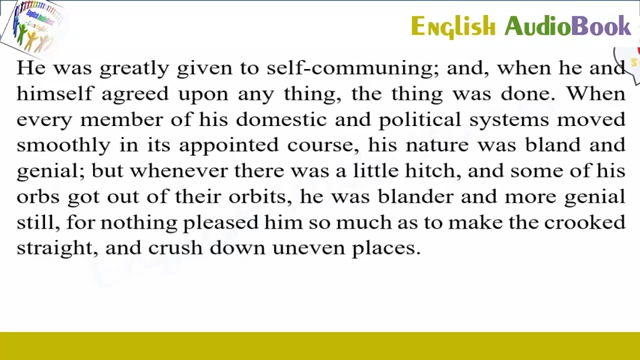 English AudioBook
He was greatly given to self-communing; and, when he and
himself agreed upon any thing, the thing was done. When
every member of his domestic and political systems moved
smoothly in its appointed course, his nature was bland and
genial; but whenever there was a little hitch, and some of his
orbs got out of their orbits, he was blander and more genial
still, for nothing pleased him so much as to make the crooked
straight, and crush down uneven places.